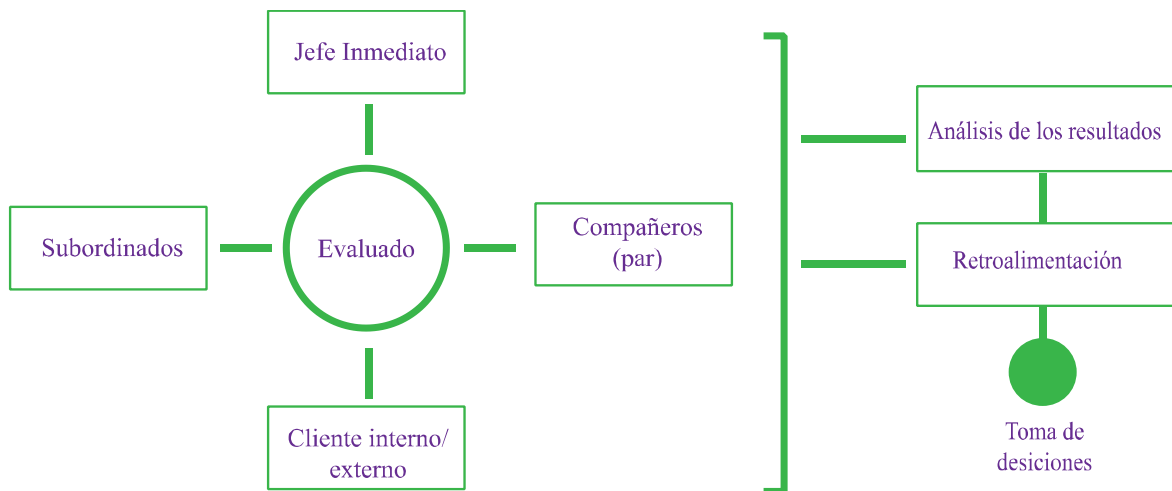 Jefe Inmediato
Subordinados
Evaluado
Compañeros
(par)
Cliente interno/
externo
Análisis de los resultados
Retroalimentación
Toma de
desiciones